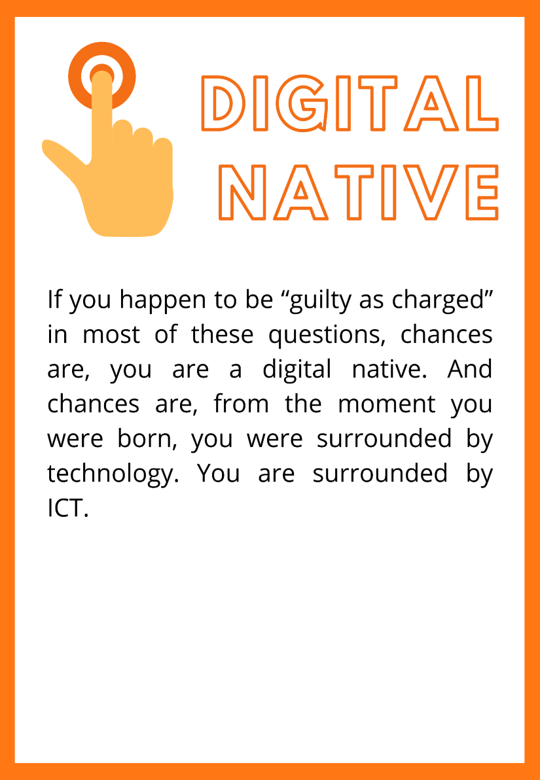 DIGITAL
NATIVE
If you happen to be “guilty as charged”
in most of these questions, chances
are, you are a digital native. And
chances are, from the moment you
were born, you were surrounded by
technology. You are surrounded by
ICT.